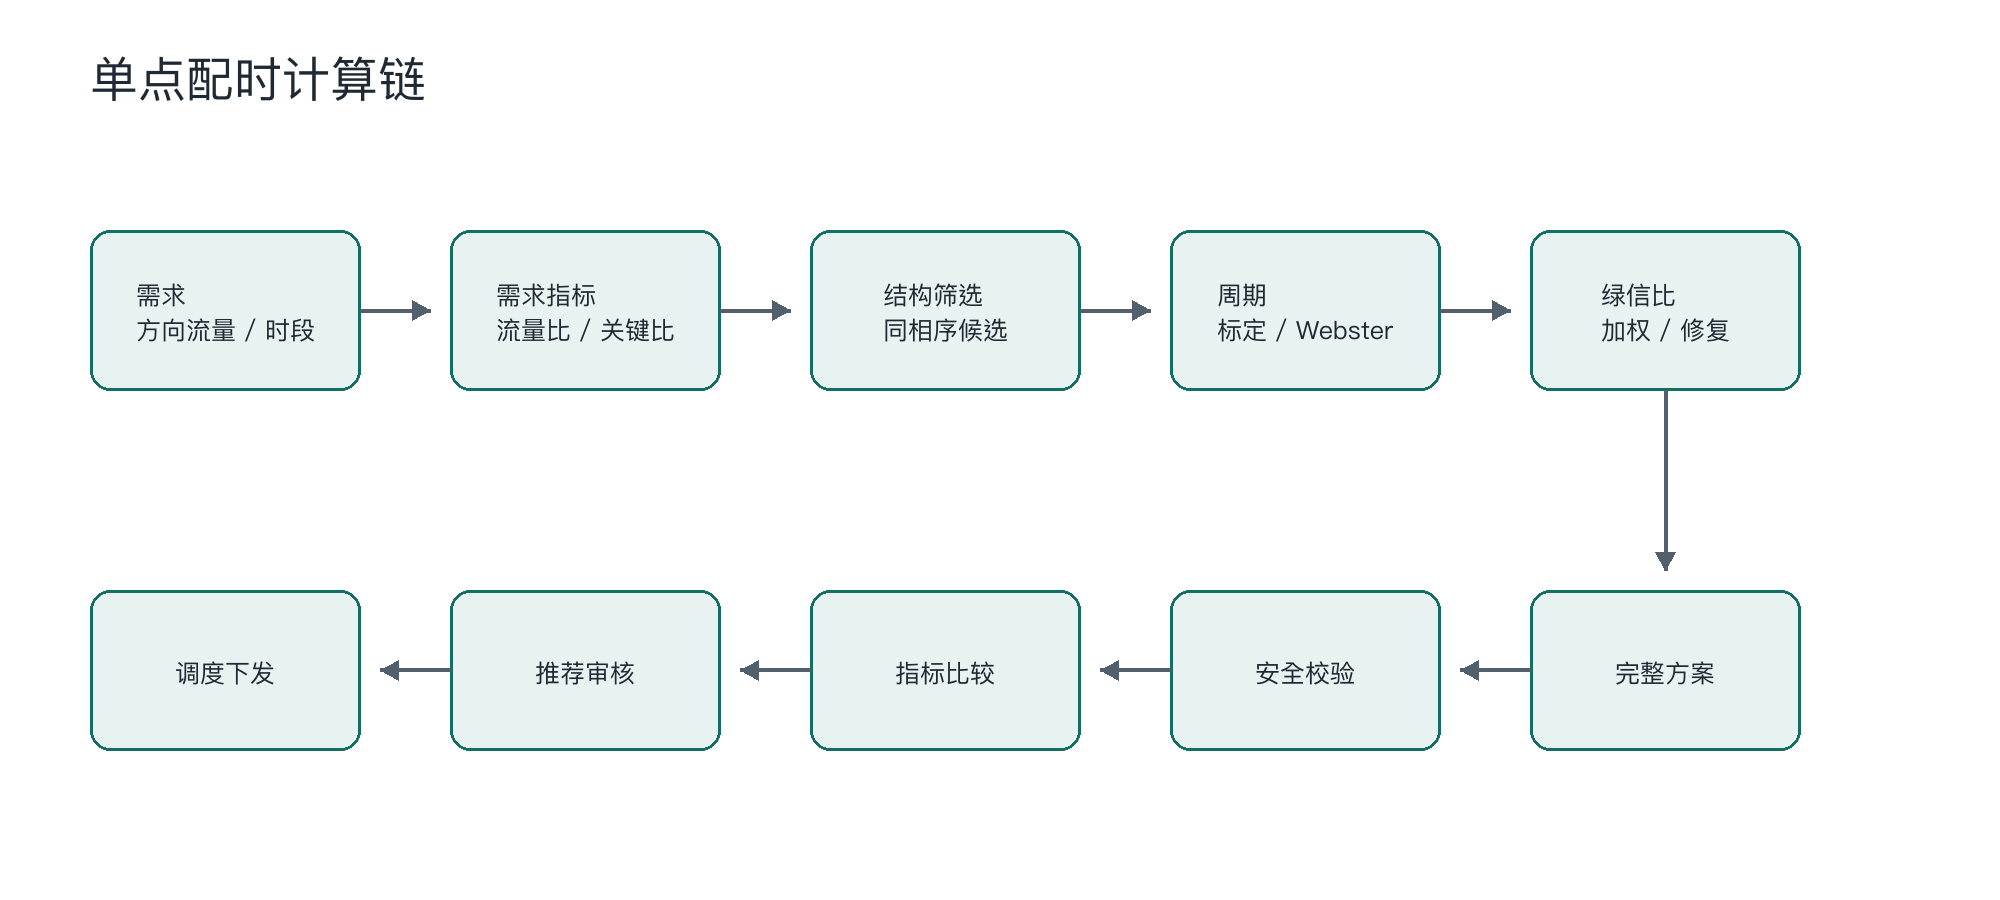 单点配时计算链
需求
方向流量 / 时段
需求指标
流量比 / 关键比
结构筛选
同相序候选
周期
标定 / Webster
绿信比
加权 / 修复
完整方案
安全校验
指标比较
推荐审核
调度下发